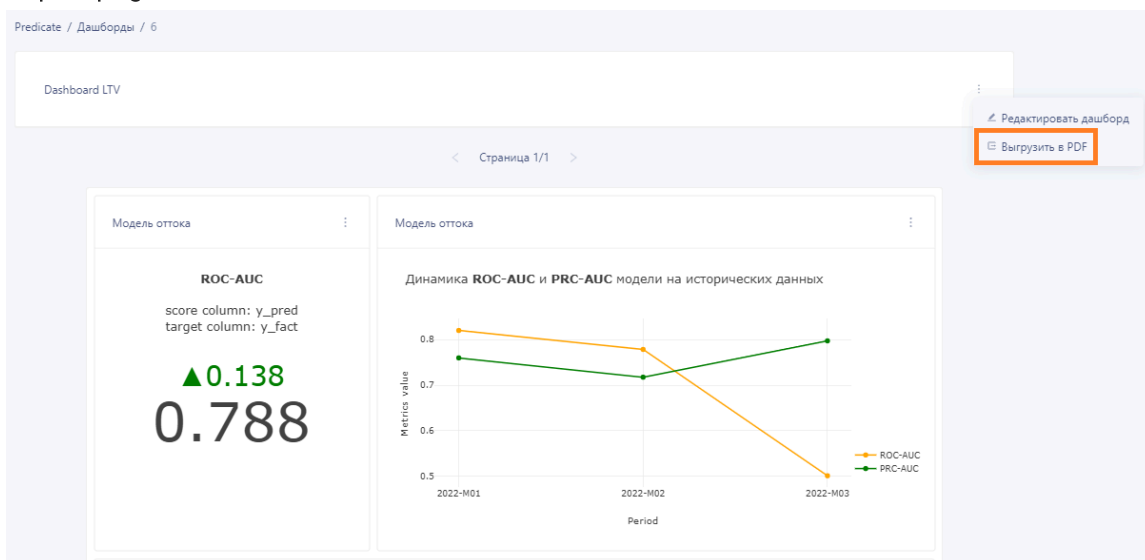 Predicate / Дашборды / 6
Dashboard LTV
Редактировать дашборд
Выгрузить в PDF
< Страница 1/1 >
Модель оттока
ROC-AUC
score column: y_pred
target column: y_fact
▲0.138
0.788
Модель оттока
Динамика ROC-AUC и PRC-AUC модели на исторических данных
Metrics value
0.8
0.7
0.6
0.5
2022-M01 2022-M02 2022-M03
Period
ROC-AUC
PRC-AUC